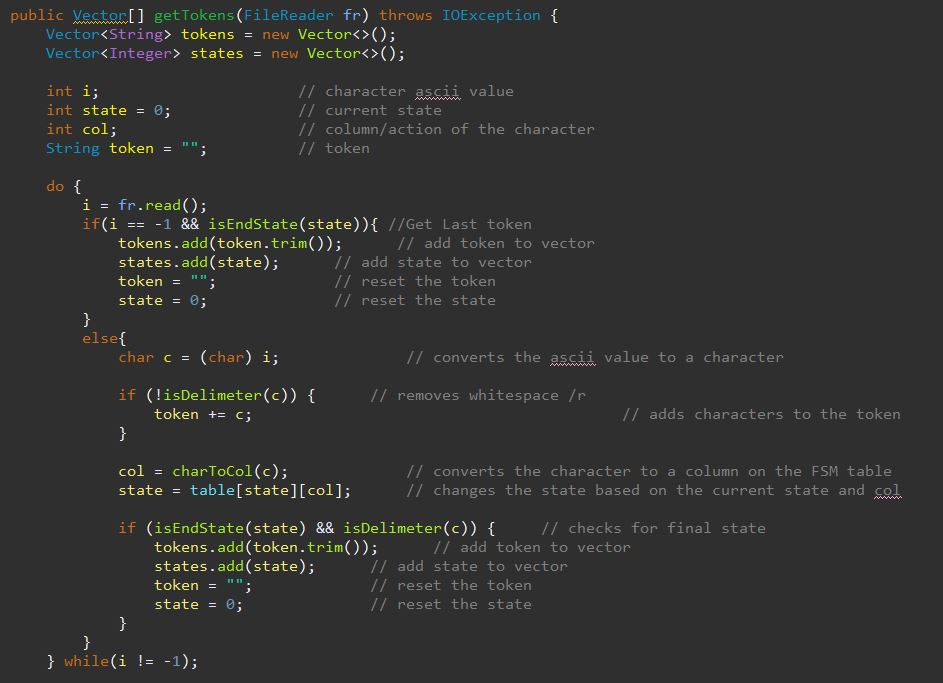 public Vector[] getTokens(FileReader fr) throws IOException {
    Vector<String> tokens = new Vector<>();
    Vector<Integer> states = new Vector<>();

    int i;                      // character ascii value
    int state = 0;              // current state
    int col;                    // column/action of the character
    String token = "";          // token

    do {
        i = fr.read();
        if(i == -1 && isEndState(state)){ //Get Last token
            tokens.add(token.trim());      // add token to vector
            states.add(state);      // add state to vector
            token = "";             // reset the token
            state = 0;              // reset the state
        }
        else{
            char c = (char) i;              // converts the ascii value to a character

            if (!isDelimeter(c)) {      // removes whitespace /r
                token += c;                                         // adds characters to the token
            }

            col = charToCol(c);             // converts the character to a column on the FSM table
            state = table[state][col];      // changes the state based on the current state and col

            if (isEndState(state) && isDelimeter(c)) {     // checks for final state
                tokens.add(token.trim());      // add token to vector
                states.add(state);      // add state to vector
                token = "";             // reset the token
                state = 0;              // reset the state
            }
        }
    } while(i != -1);